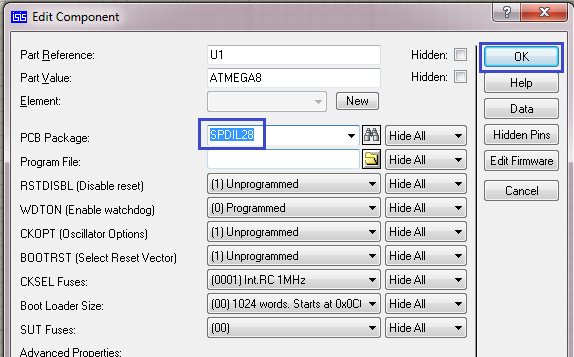 ISIS Edit Component ? X
Part Reference: U1 Hidden: OK
Part Value: ATMEGA8 Hidden: Help
Element: New Data
PCB Package: SPDIL28 Hide All Hidden Pins
Program File: Hide All Edit Firmware
RSTDISBL (Disable reset) (1) Unprogrammed Hide All Cancel
WDTON (Enable watchdog) (0) Programmed Hide All
CKOPT (Oscillator Options) (1) Unprogrammed Hide All
BOOTRST (Select Reset Vector) (1) Unprogrammed Hide All
CKSEL Fuses: (0001) Int.RC 1MHz Hide All
Boot Loader Size: (00) 1024 words. Starts at 0x0C Hide All
SUT Fuses: (00) Hide All
Advanced Properties: